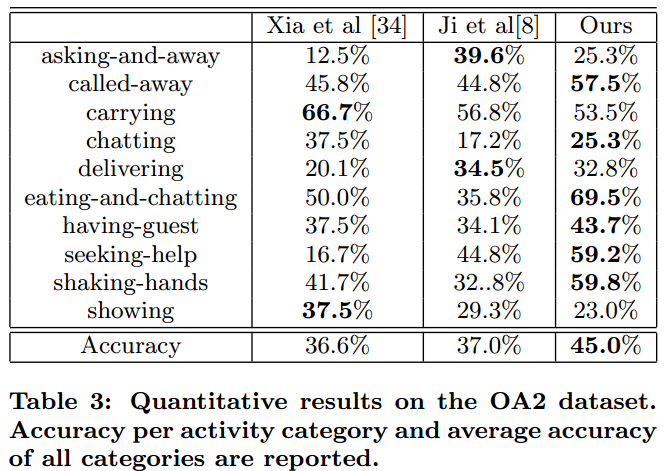 Xia et al [34] Ji et al[8] Ours
asking-and-away 12.5% 39.6% 25.3%
called-away 45.8% 44.8% 57.5%
carrying 66.7% 56.8% 53.5%
chatting 37.5% 17.2% 25.3%
delivering 20.1% 34.5% 32.8%
eating-and-chatting 50.0% 35.8% 69.5%
having-guest 37.5% 34.1% 43.7%
seeking-help 16.7% 44.8% 59.2%
shaking-hands 41.7% 32..8% 59.8%
showing 37.5% 29.3% 23.0%
Accuracy 36.6% 37.0% 45.0%
Table 3: Quantitative results on the OA2 dataset.
Accuracy per activity category and average accuracy
of all categories are reported.